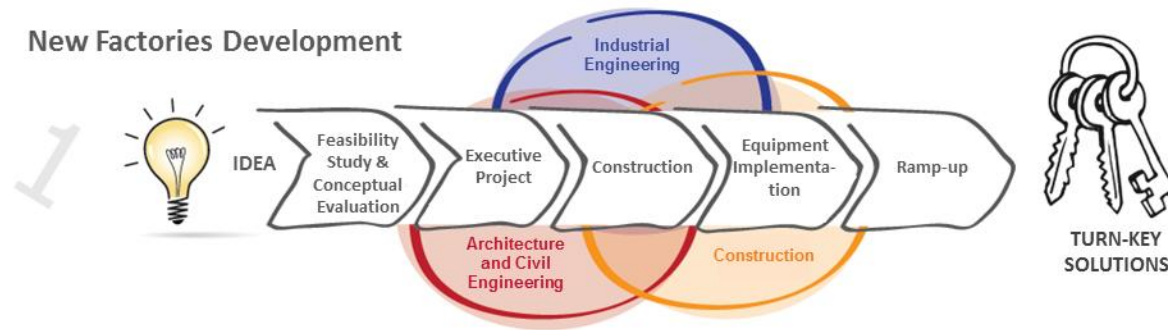 New Factories Development
1
IDEA
Feasibility
Study &
Conceptual
Evaluation
Executive
Project
Construction
Equipment
Implementa-
tion
Ramp-up
Industrial
Engineering
Architecture
and Civil
Engineering
Construction
TURN-KEY
SOLUTIONS